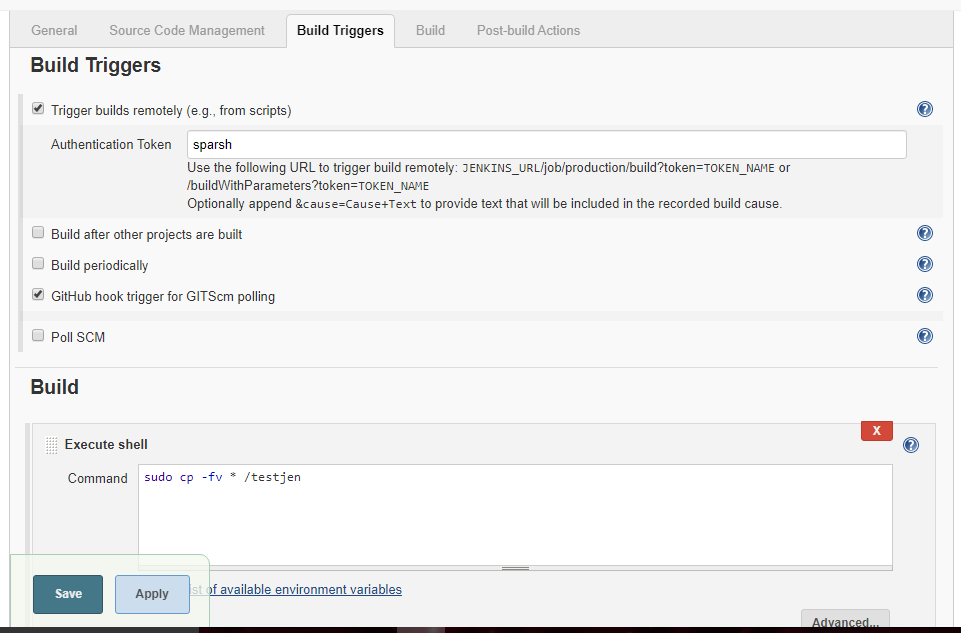 General Source Code Management Build Triggers Build Post-build Actions
Build Triggers
Trigger builds remotely (e.g., from scripts)
Authentication Token sparsh
Use the following URL to trigger build remotely: JENKINS_URL/job/production/build?token=TOKEN_NAME or
/buildWithParameters?token=TOKEN_NAME
Optionally append &cause=Cause+Text to provide text that will be included in the recorded build cause.
Build after other projects are built
Build periodically
GitHub hook trigger for GITScm polling
Poll SCM
Build
X
Execute shell
Command sudo cp -fv * /testjen
Save Apply of available environment variables
Advanced...